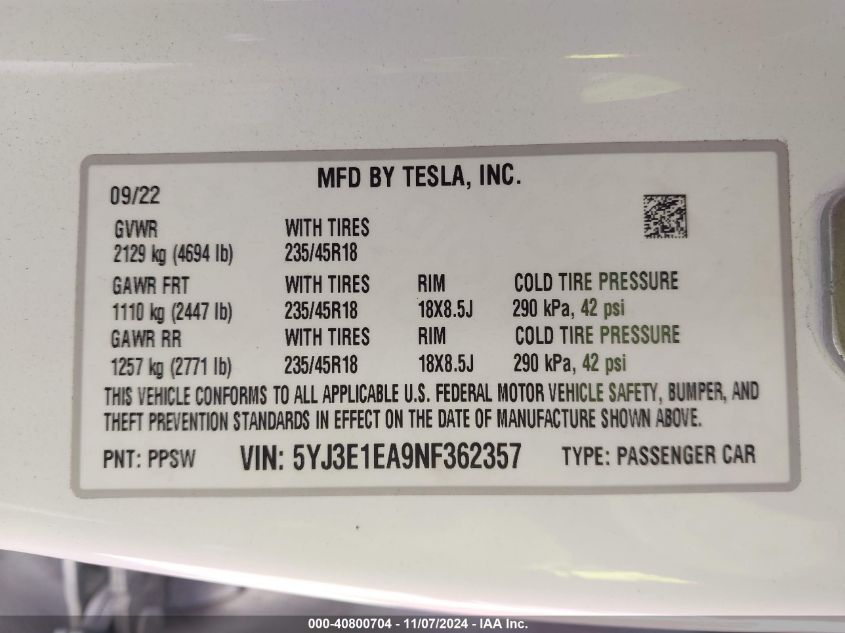 MFD BY TESLA, INC.
09/22
GVWR WITH TIRES
2129 kg (4694 lb) 235/45R18
GAWR FRT WITH TIRES RIM COLD TIRE PRESSURE
1110 kg (2447 lb) 235/45R18 18X8.5J 290 kPa, 42 psi
GAWR RR WITH TIRES RIM COLD TIRE PRESSURE
1257 kg (2771 lb) 235/45R18 18X8.5J 290 kPa, 42 psi
THIS VEHICLE CONFORMS TO ALL APPLICABLE U.S. FEDERAL MOTOR VEHICLE SAFETY, BUMPER, AND
THEFT PREVENTION STANDARDS IN EFFECT ON THE DATE OF MANUFACTURE SHOWN ABOVE.
PNT: PPSW VIN: 5YJ3E1EA9NF362357 TYPE: PASSENGER CAR
000-40800704 - 11/07/2024 - IAA Inc.